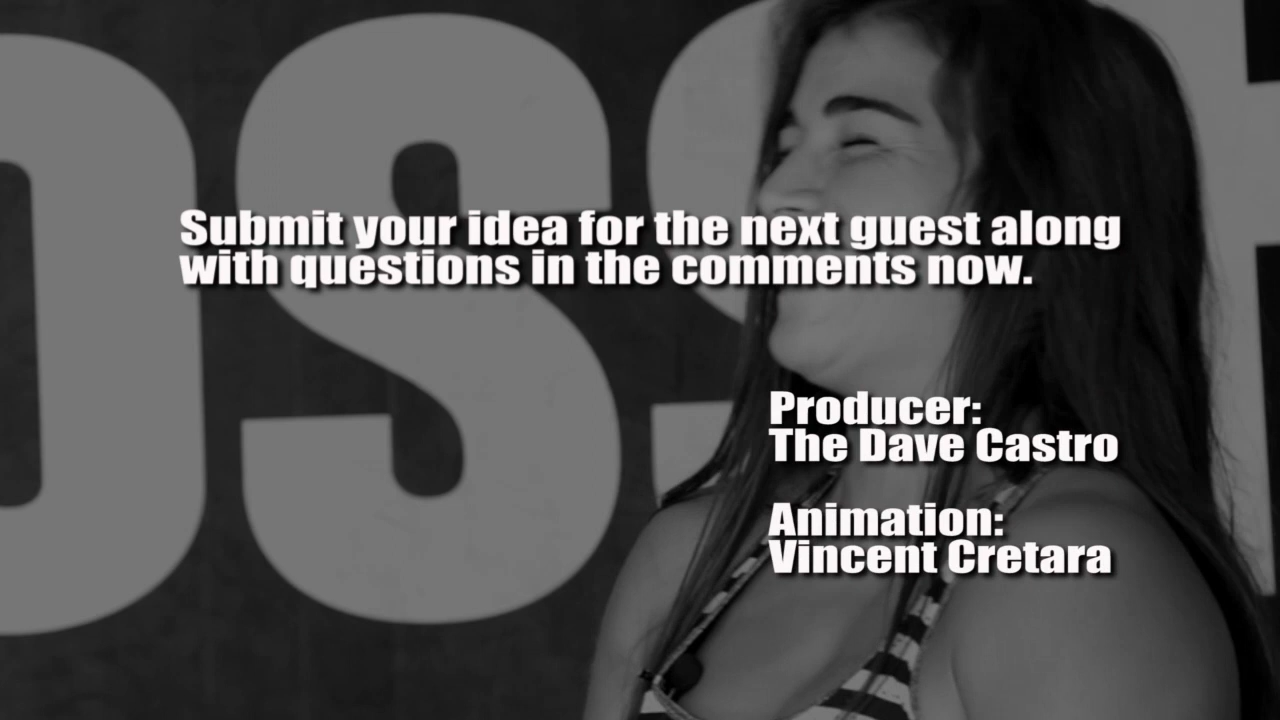 OSSF
Submit your idea for the next guest along
with questions in the comments now.
Producer:
The Dave Castro
Animation:
Vincent Cretara